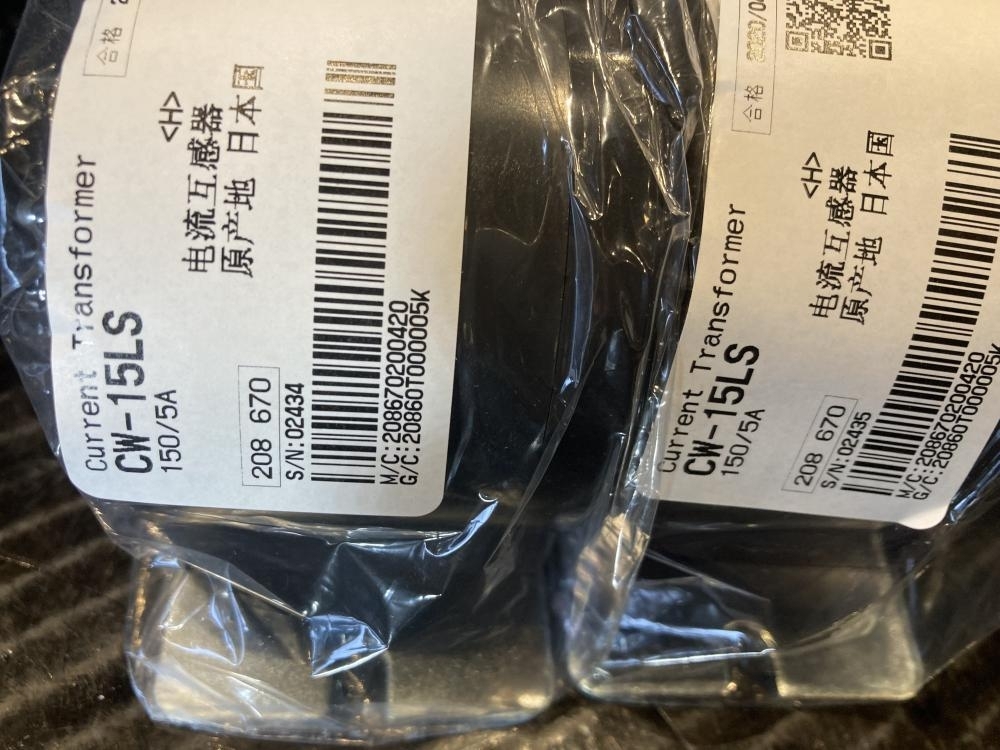 Current Transformer
CW-15LS
150/5A
<H>
电流互感器
原产地 日本国
合格
208 670
S/N:02434
M/C:208670200420
G/C:20860T000005K
Current Transformer
CW-15LS
150/5A
<H>
电流互感器
原产地 日本国
合格
208 670
S/N:02435
M/C:208670200420
G/C:20860T000005K